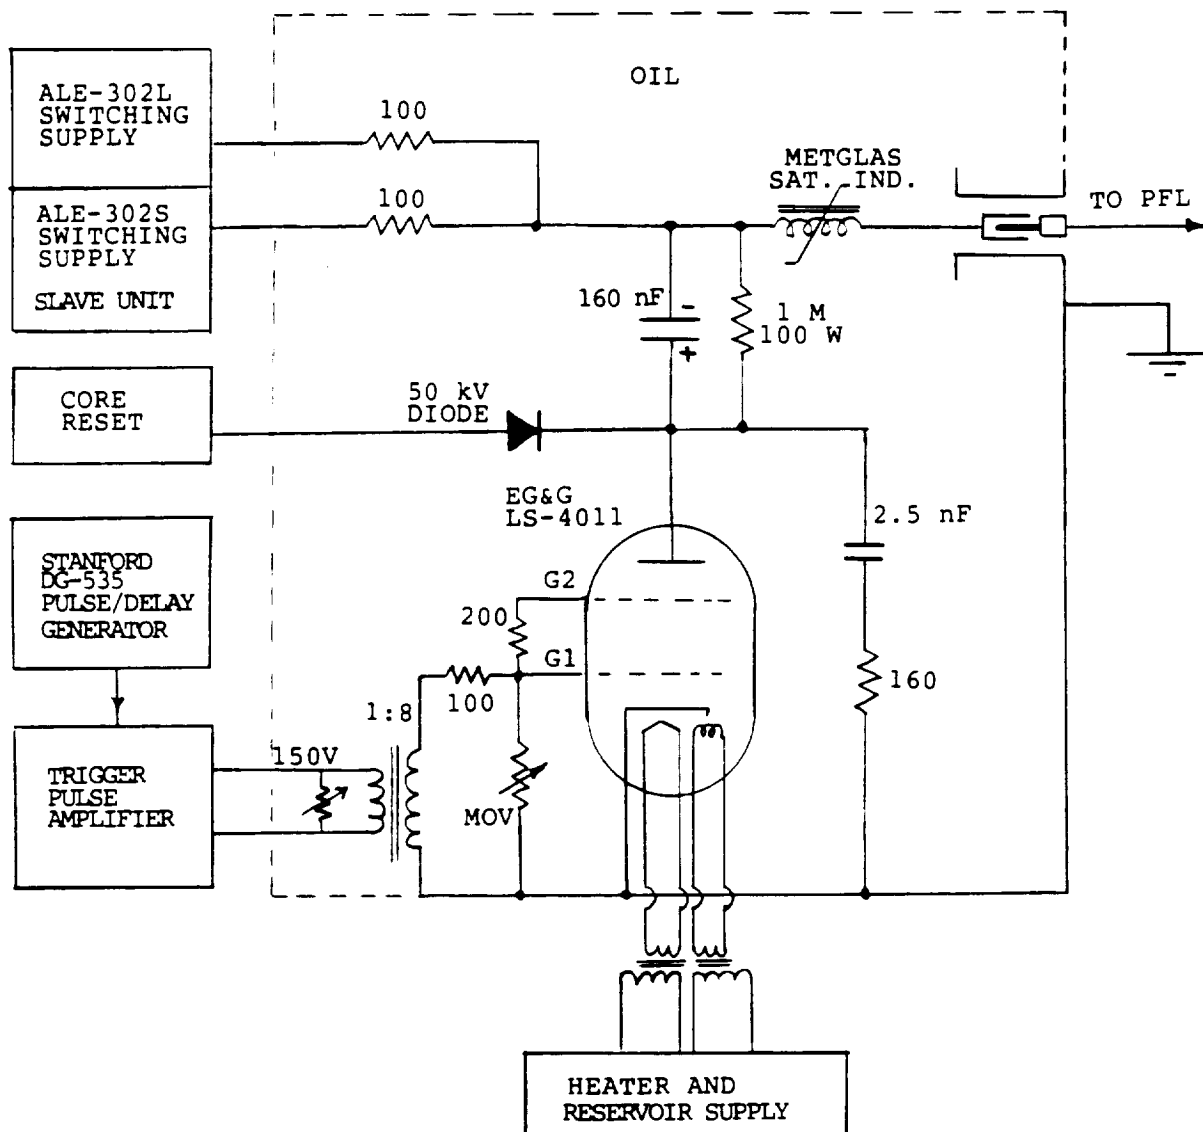 OIL
ALE-302L
SWITCHING
SUPPLY
100
METGLAS
SAT. IND.
ALE-302S
SWITCHING
SUPPLY
SLAVE UNIT
100
TO PFL
160 nF
-
+
1 M
100 W
CORE
RESET
50 kV
DIODE
EG&G
LS-4011
2.5 nF
STANFORD
DG-535
PULSE/DELAY
GENERATOR
G2
200
G1
100
160
1:8
150V
TRIGGER
PULSE
AMPLIFIER
MOV
HEATER AND
RESERVOIR SUPPLY